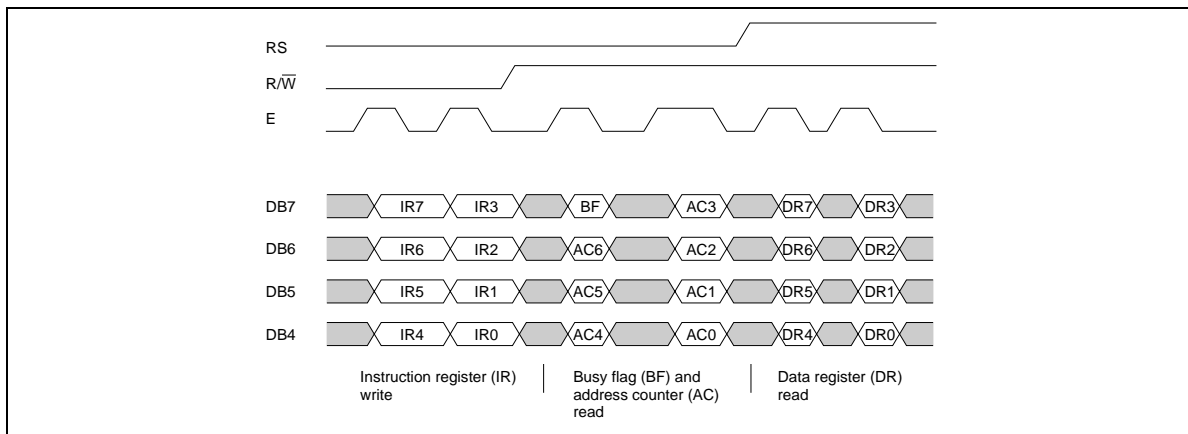 RS
R/W̅
E
DB7 IR7 IR3 BF AC3 DR7 DR3
DB6 IR6 IR2 AC6 AC2 DR6 DR2
DB5 IR5 IR1 AC5 AC1 DR5 DR1
DB4 IR4 IR0 AC4 AC0 DR4 DR0
Instruction register (IR)
write
Busy flag (BF) and
address counter (AC)
read
Data register (DR)
read